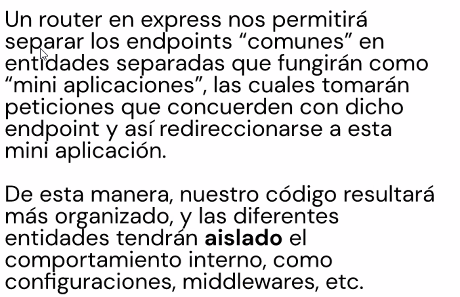 Un router en express nos permitirá
separar los endpoints “comunes” en
entidades separadas que fungirán como
“mini aplicaciones”, las cuales tomarán
peticiones que concuerden con dicho
endpoint y así redireccionarse a esta
mini aplicación.
De esta manera, nuestro código resultará
más organizado, y las diferentes
entidades tendrán aislado el
comportamiento interno, como
configuraciones, middlewares, etc.